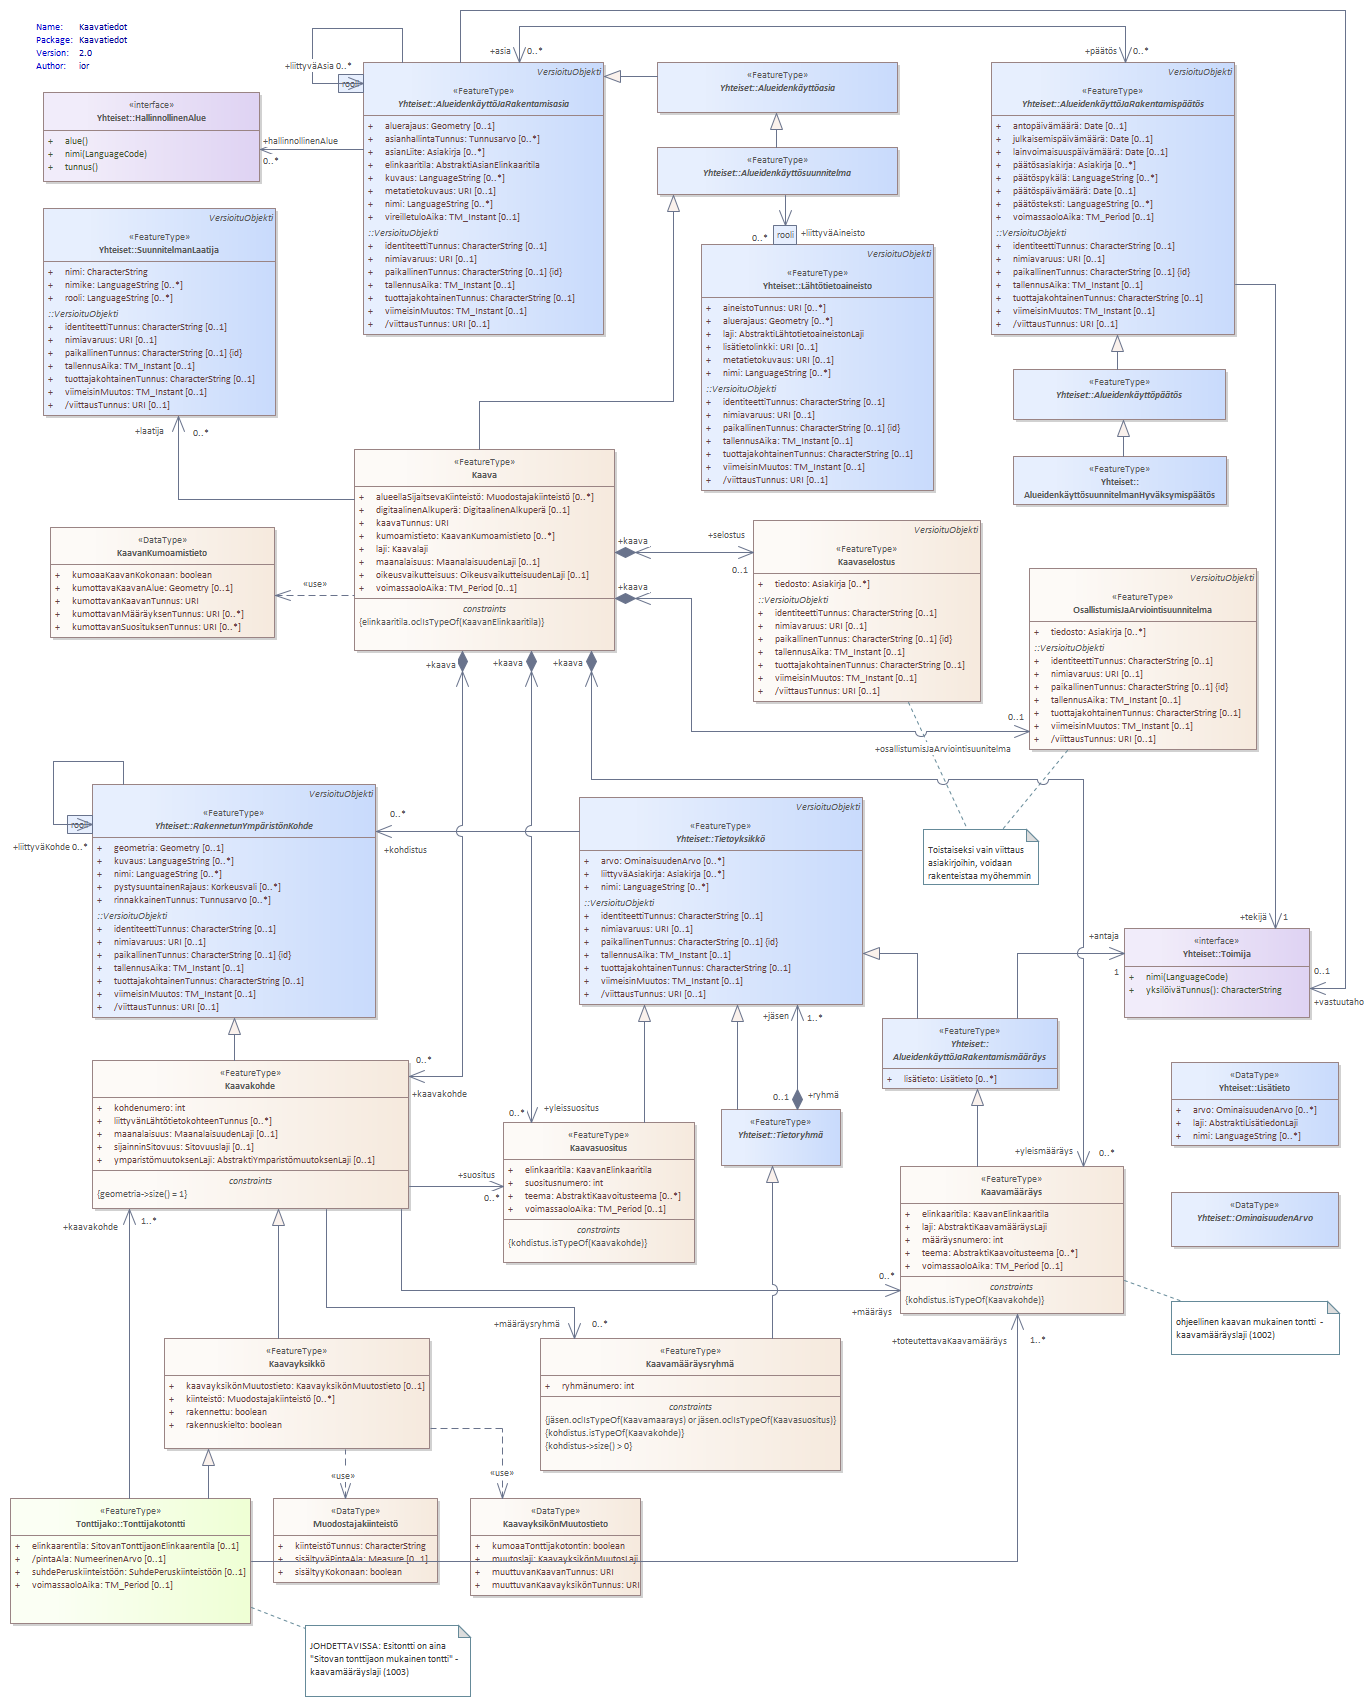 Name: Kaavatiedot
Package: Kaavatiedot
Version: 2.0
Author: ior
«interface»
Yhteiset::HallinnollinenAlue
+ alue()
+ nimi(LanguageCode)
+ tunnus()
+hallinnollinenAlue
0..*
+liittyväAsia 0..*
rooli
+asia 0..*
VersioituObjekti
«FeatureType»
Yhteiset::AlueidenkäyttöJaRakentamisasia
+ aluerajaus: Geometry [0..1]
+ asianhallintaTunnus: Tunnusarvo [0..*]
+ asianLiite: Asiakirja [0..*]
+ elinkaaritila: AbstraktiAsianElinkaaritila
+ kuvaus: LanguageString [0..*]
+ metatietokuvaus: URI [0..1]
+ nimi: LanguageString [0..*]
+ vireilletuloAika: TM_Instant [0..1]
::VersioituObjekti
+ identiteettiTunnus: CharacterString [0..1]
+ nimiavaruus: URI [0..1]
+ paikallinenTunnus: CharacterString [0..1] {id}
+ tallennusAika: TM_Instant [0..1]
+ tuottajakohtainenTunnus: CharacterString [0..1]
+ viimeisinMuutos: TM_Instant [0..1]
+ /viittausTunnus: URI [0..1]
«FeatureType»
Yhteiset::Alueidenkäyttöasia
«FeatureType»
Yhteiset::Alueidenkäyttösuunnitelma
+päätös 0..*
VersioituObjekti
«FeatureType»
Yhteiset::AlueidenkäyttöJaRakentamispäätös
+ antopäivämäärä: Date [0..1]
+ julkaisemispäivämäärä: Date [0..1]
+ lainvoimaisuuspäivämäärä: Date [0..1]
+ päätösasiakirja: Asiakirja [0..*]
+ päätöspykälä: LanguageString [0..*]
+ päätöspäivämäärä: Date [0..1]
+ päätösteksti: LanguageString [0..*]
+ voimassaoloAika: TM_Period [0..1]
::VersioituObjekti
+ identiteettiTunnus: CharacterString [0..1]
+ nimiavaruus: URI [0..1]
+ paikallinenTunnus: CharacterString [0..1] {id}
+ tallennusAika: TM_Instant [0..1]
+ tuottajakohtainenTunnus: CharacterString [0..1]
+ viimeisinMuutos: TM_Instant [0..1]
+ /viittausTunnus: URI [0..1]
VersioituObjekti
«FeatureType»
Yhteiset::SuunnitelmanLaatija
+ nimi: CharacterString
+ nimike: LanguageString [0..*]
+ rooli: LanguageString [0..*]
::VersioituObjekti
+ identiteettiTunnus: CharacterString [0..1]
+ nimiavaruus: URI [0..1]
+ paikallinenTunnus: CharacterString [0..1] {id}
+ tallennusAika: TM_Instant [0..1]
+ tuottajakohtainenTunnus: CharacterString [0..1]
+ viimeisinMuutos: TM_Instant [0..1]
+ /viittausTunnus: URI [0..1]
+laatija 0..*
0..* rooli +liittyväAineisto
VersioituObjekti
«FeatureType»
Yhteiset::Lähtötietoaineisto
+ aineistoTunnus: URI [0..*]
+ aluerajaus: Geometry [0..*]
+ laji: AbstraktiLähtötietoaineistonLaji
+ lisätietolinkki: URI [0..1]
+ metatietokuvaus: URI [0..1]
+ nimi: LanguageString [0..*]
::VersioituObjekti
+ identiteettiTunnus: CharacterString [0..1]
+ nimiavaruus: URI [0..1]
+ paikallinenTunnus: CharacterString [0..1] {id}
+ tallennusAika: TM_Instant [0..1]
+ tuottajakohtainenTunnus: CharacterString [0..1]
+ viimeisinMuutos: TM_Instant [0..1]
+ /viittausTunnus: URI [0..1]
«FeatureType»
Yhteiset::Alueidenkäyttöpäätös
«FeatureType»
Yhteiset::
AlueidenkäyttösuunnitelmanHyväksymispäätös
«FeatureType»
Kaava
+ alueellaSijaitsevaKiinteistö: Muodostajakiinteistö [0..*]
+ digitaalinenAlkuperä: DigitaalinenAlkuperä [0..1]
+ kaavaTunnus: URI
+ kumoamistieto: KaavanKumoamistieto [0..*]
+ laji: Kaavalaji
+ maanalaisuus: MaanalaisuudenLaji [0..1]
+ oikeusvaikutteisuus: OikeusvaikutteisuudenLaji [0..1]
+ voimassaoloAika: TM_Period [0..1]
constraints
{elinkaaritila.oclIsTypeOf(KaavanElinkaaritila)}
«DataType»
KaavanKumoamistieto
+ kumoaaKaavanKokonaan: boolean
+ kumottavaKaavanAlue: Geometry [0..1]
+ kumottavanKaavanTunnus: URI
+ kumottavanMääräyksenTunnus: URI [0..*]
+ kumottavanSuosituksenTunnus: URI [0..*]
«use»
+kaava
+selostus
0..1
+kaava
+kaava
+kaava
+kaava
VersioituObjekti
«FeatureType»
Kaavaselostus
+ tiedosto: Asiakirja [0..*]
::VersioituObjekti
+ identiteettiTunnus: CharacterString [0..1]
+ nimiavaruus: URI [0..1]
+ paikallinenTunnus: CharacterString [0..1] {id}
+ tallennusAika: TM_Instant [0..1]
+ tuottajakohtainenTunnus: CharacterString [0..1]
+ viimeisinMuutos: TM_Instant [0..1]
+ /viittausTunnus: URI [0..1]
VersioituObjekti
«FeatureType»
OsallistumisJaArviointisuunnitelma
+ tiedosto: Asiakirja [0..*]
::VersioituObjekti
+ identiteettiTunnus: CharacterString [0..1]
+ nimiavaruus: URI [0..1]
+ paikallinenTunnus: CharacterString [0..1] {id}
+ tallennusAika: TM_Instant [0..1]
+ tuottajakohtainenTunnus: CharacterString [0..1]
+ viimeisinMuutos: TM_Instant [0..1]
+ /viittausTunnus: URI [0..1]
0..1
+osallistumisJaArviointisuunitelma
Toistaiseksi vain viittaus
asiakirjoihin, voidaan
rakenteistaa myöhemmin
rooli
+liittyväKohde 0..*
VersioituObjekti
«FeatureType»
Yhteiset::RakennetunYmpäristönKohde
+ geometria: Geometry [0..1]
+ kuvaus: LanguageString [0..*]
+ nimi: LanguageString [0..*]
+ pystysuuntainenRajaus: Korkeusvali [0..*]
+ rinnakkainenTunnus: Tunnusarvo [0..*]
::VersioituObjekti
+ identiteettiTunnus: CharacterString [0..1]
+ nimiavaruus: URI [0..1]
+ paikallinenTunnus: CharacterString [0..1] {id}
+ tallennusAika: TM_Instant [0..1]
+ tuottajakohtainenTunnus: CharacterString [0..1]
+ viimeisinMuutos: TM_Instant [0..1]
+ /viittausTunnus: URI [0..1]
0..*
+kohdistus
VersioituObjekti
«FeatureType»
Yhteiset::Tietoyksikkö
+ arvo: OminaisuudenArvo [0..*]
+ liittyväAsiakirja: Asiakirja [0..*]
+ nimi: LanguageString [0..*]
::VersioituObjekti
+ identiteettiTunnus: CharacterString [0..1]
+ nimiavaruus: URI [0..1]
+ paikallinenTunnus: CharacterString [0..1] {id}
+ tallennusAika: TM_Instant [0..1]
+ tuottajakohtainenTunnus: CharacterString [0..1]
+ viimeisinMuutos: TM_Instant [0..1]
+ /viittausTunnus: URI [0..1]
+jäsen 1..*
0..1 +ryhmä
+tekijä 1
+antaja
1
0..1
+vastuutaho
«interface»
Yhteiset::Toimija
+ nimi(LanguageCode)
+ yksilöiväTunnus(): CharacterString
«FeatureType»
Yhteiset::
AlueidenkäyttöJaRakentamismääräys
+ lisätieto: Lisätieto [0..*]
«DataType»
Yhteiset::Lisätieto
+ arvo: OminaisuudenArvo [0..*]
+ laji: AbstraktiLisätiedonLaji
+ nimi: LanguageString [0..*]
«DataType»
Yhteiset::OminaisuudenArvo
«FeatureType»
Kaavakohde
+ kohdenumero: int
+ liittyvänLähtötietokohteenTunnus [0..*]
+ maanalaisuus: MaanalaisuudenLaji [0..1]
+ sijainninSitovuus: Sitovuuslaji [0..1]
+ ymparistömuutoksenLaji: AbstraktiYmparistömuutoksenLaji [0..1]
constraints
{geometria->size() = 1}
0..*
+kaavakohde
0..* +yleissuositus
+suositus
0..*
«FeatureType»
Kaavasuositus
+ elinkaaritila: KaavanElinkaaritila
+ suositusnumero: int
+ teema: AbstraktiKaavoitusteema [0..*]
+ voimassaoloAika: TM_Period [0..1]
constraints
{kohdistus.isTypeOf(Kaavakohde)}
«FeatureType»
Yhteiset::Tietoryhmä
+yleismääräys 0..*
«FeatureType»
Kaavamääräys
+ elinkaaritila: KaavanElinkaaritila
+ laji: AbstraktiKaavamääräysLaji
+ määräysnumero: int
+ teema: AbstraktiKaavoitusteema [0..*]
+ voimassaoloAika: TM_Period [0..1]
constraints
{kohdistus.isTypeOf(Kaavakohde)}
0..*
+määräys
ohjeellinen kaavan mukainen tontti -
kaavamääräyslaji (1002)
+kaavakohde 1..*
+määräysryhmä 0..*
+toteutettavaKaavamääräys 1..*
«FeatureType»
Kaavayksikkö
+ kaavayksikönMuutostieto: KaavayksikönMuutostieto [0..1]
+ kiinteistö: Muodostajakiinteistö [0..*]
+ rakennettu: boolean
+ rakennuskielto: boolean
«FeatureType»
Kaavamääräysryhmä
+ ryhmänumero: int
constraints
{jäsen.oclIsTypeOf(Kaavamaarays) or jäsen.oclIsTypeOf(Kaavasuositus)}
{kohdistus.isTypeOf(Kaavakohde)}
{kohdistus->size() > 0}
«use»
«use»
«FeatureType»
Tonttijako::Tonttijakotontti
+ elinkaarentila: SitovanTonttijaonElinkaarentila [0..1]
+ /pintaAla: NumeerinenArvo [0..1]
+ suhdePeruskiinteistöön: SuhdePeruskiinteistöön [0..1]
+ voimassaoloAika: TM_Period [0..1]
«DataType»
Muodostajakiinteistö
+ kiinteistöTunnus: CharacterString
+ sisältyväPintaAla: Measure [0..1]
+ sisältyyKokonaan: boolean
«DataType»
KaavayksikönMuutostieto
+ kumoaaTonttijakotontin: boolean
+ muutoslaji: KaavayksikönMuutosLaji
+ muuttuvanKaavanTunnus: URI
+ muuttuvanKaavayksikönTunnus: URI
JOHDETTAVISSA: Esitontti on aina
"Sitovan tonttijaon mukainen tontti" -
kaavamääräyslaji (1003)